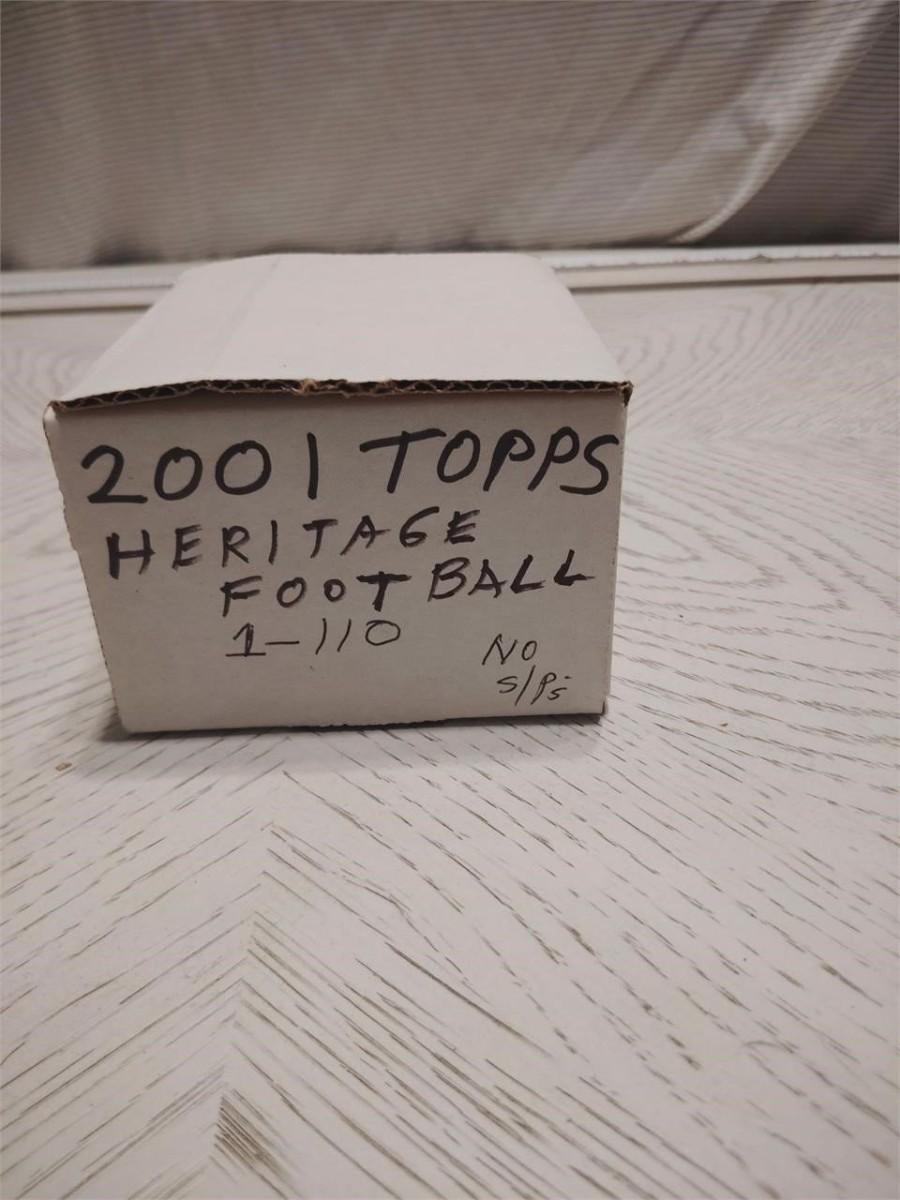 2001 TOPPS
HERITAGE
FOOTBALL
1-110
NO
S/P's